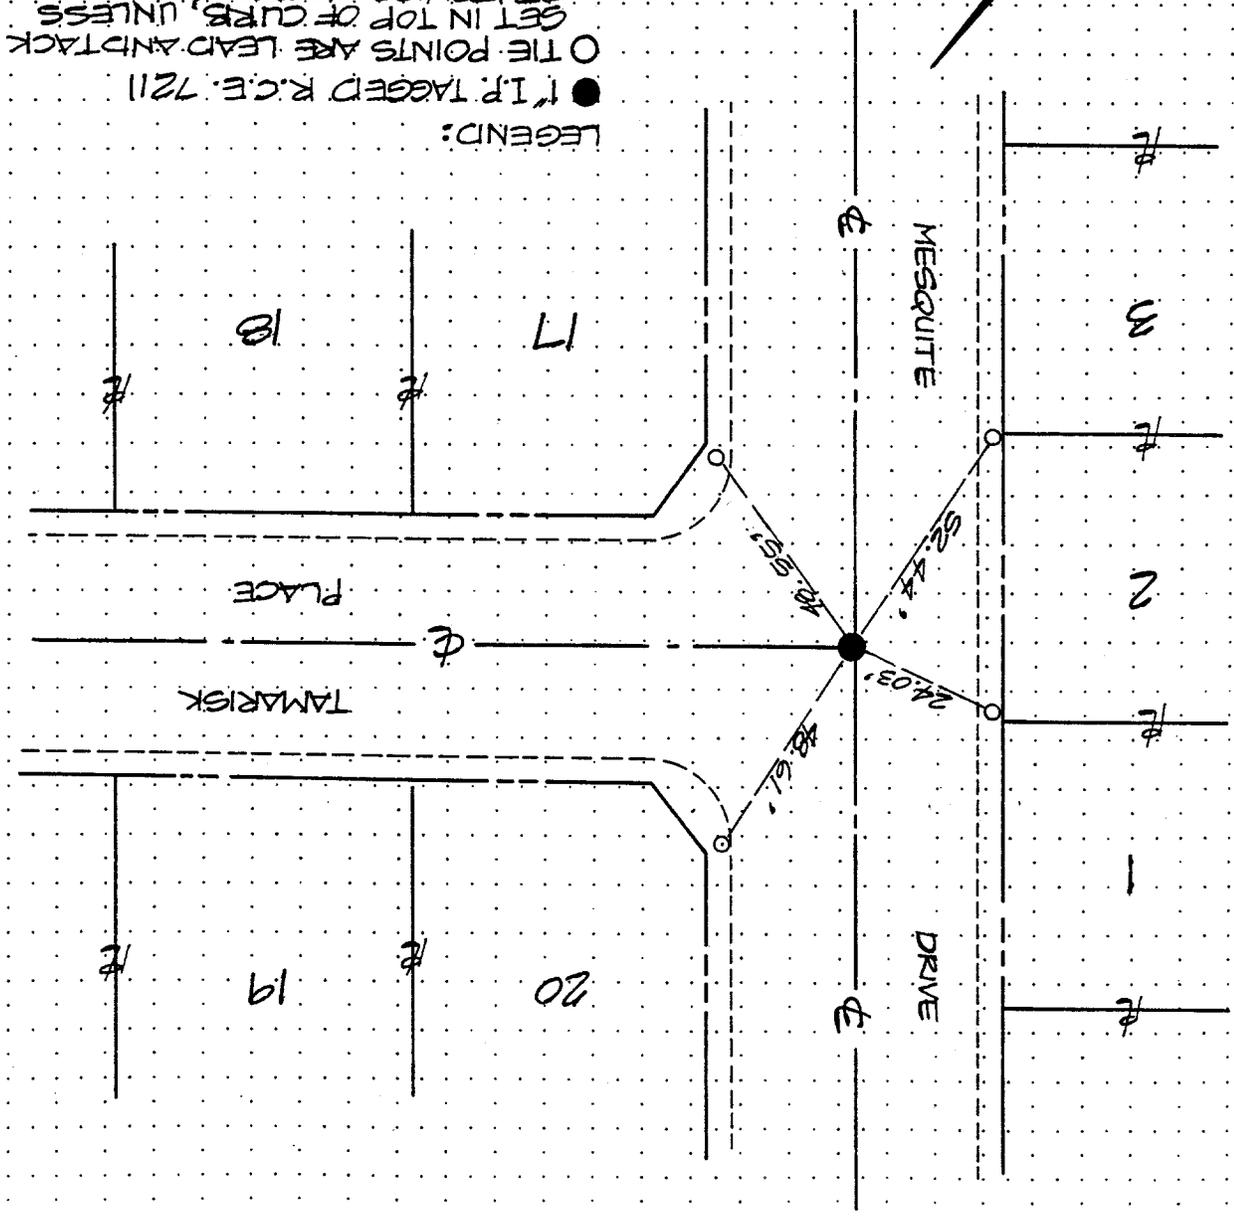 ⅊
℄
DRIVE
20
19
⅊
⅊
1
48.61'
⅊
24.03'
TAMARISK
℄
PLACE
2
48.55'
52.44'
⅊
⅊
⅊
3
17
18
MESQUITE
℄
⅊
LEGEND:
1" I.P. TAGGED R.C.E. 7211
TIE POINTS ARE LEAD AND TACK
SET IN TOP OF CURB, UNLESS